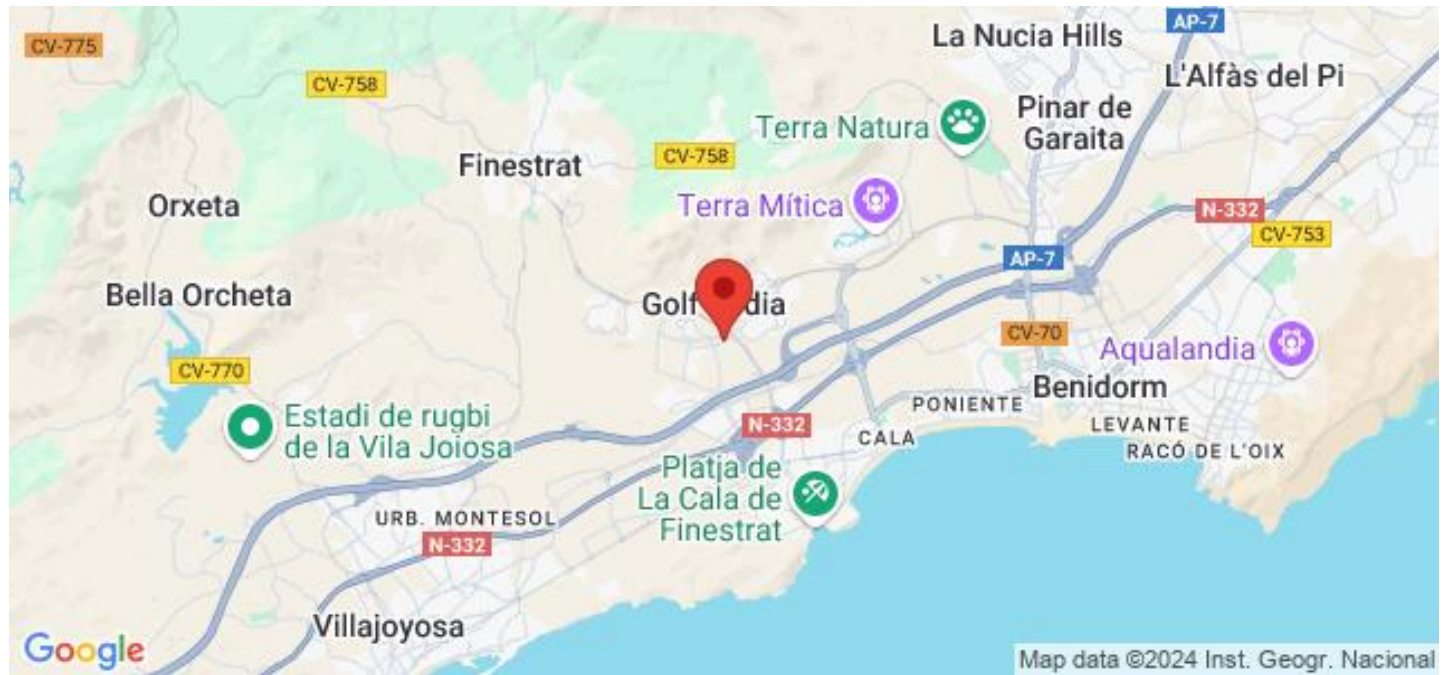 AP-7
CV-775
La Nucia Hills
L'Alfàs del Pi
CV-758
Pinar de
Garaita
Terra Natura
Finestrat
CV-758
Orxeta
Terra Mítica
N-332
CV-753
AP-7
Bella Orcheta
Golf
dia
CV-70
Aqualandia
CV-770
Benidorm
PONIENTE
Estadi de rugbi
de la Vila Joiosa
N-332
CALA
LEVANTE
RACÓ DE L'OIX
Platja de
La Cala de
Finestrat
URB. MONTESOL
N-332
Villajoyosa
Google
Map data ©2024 Inst. Geogr. Nacional